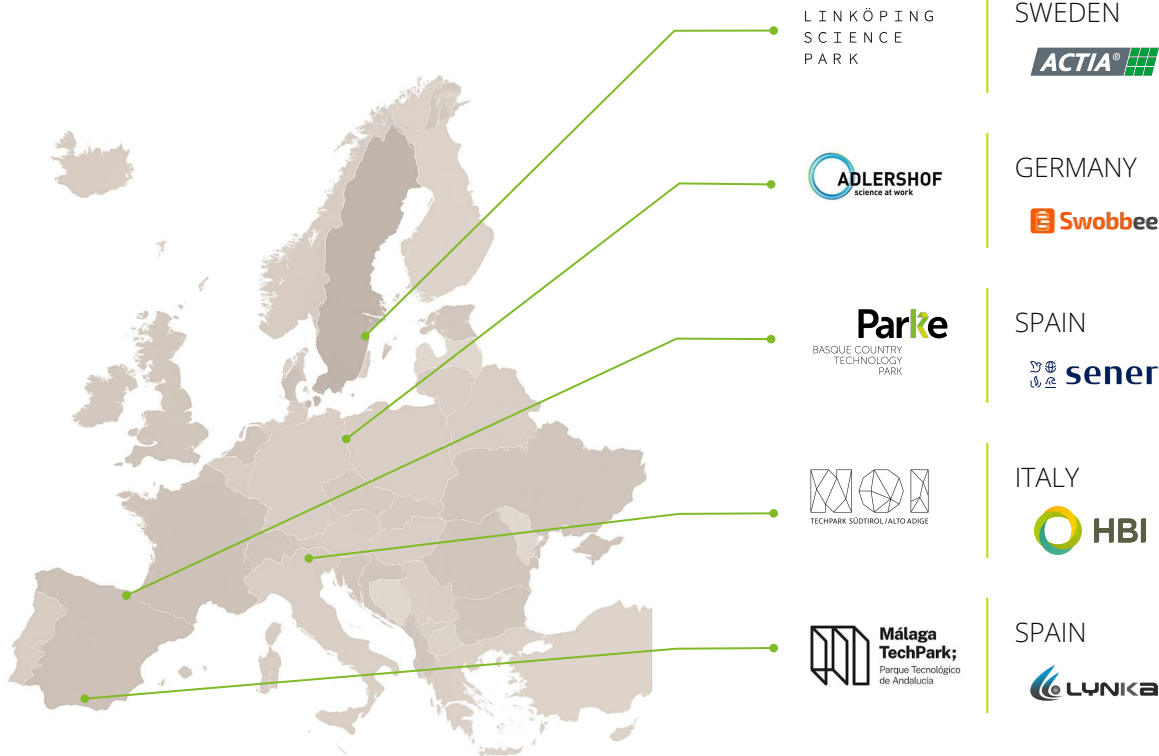 LINKÖPING
SCIENCE
PARK
SWEDEN
ACTIA®
ADLERSHOF
science at work
GERMANY
Swobbee
Parke
BASQUE COUNTRY
TECHNOLOGY
PARK
SPAIN
sener
NOI
TECHPARK SÜDTIROL / ALTO ADIGE
ITALY
HBI
Málaga
TechPark;
Parque Tecnológico
de Andalucía
SPAIN
LYNKA